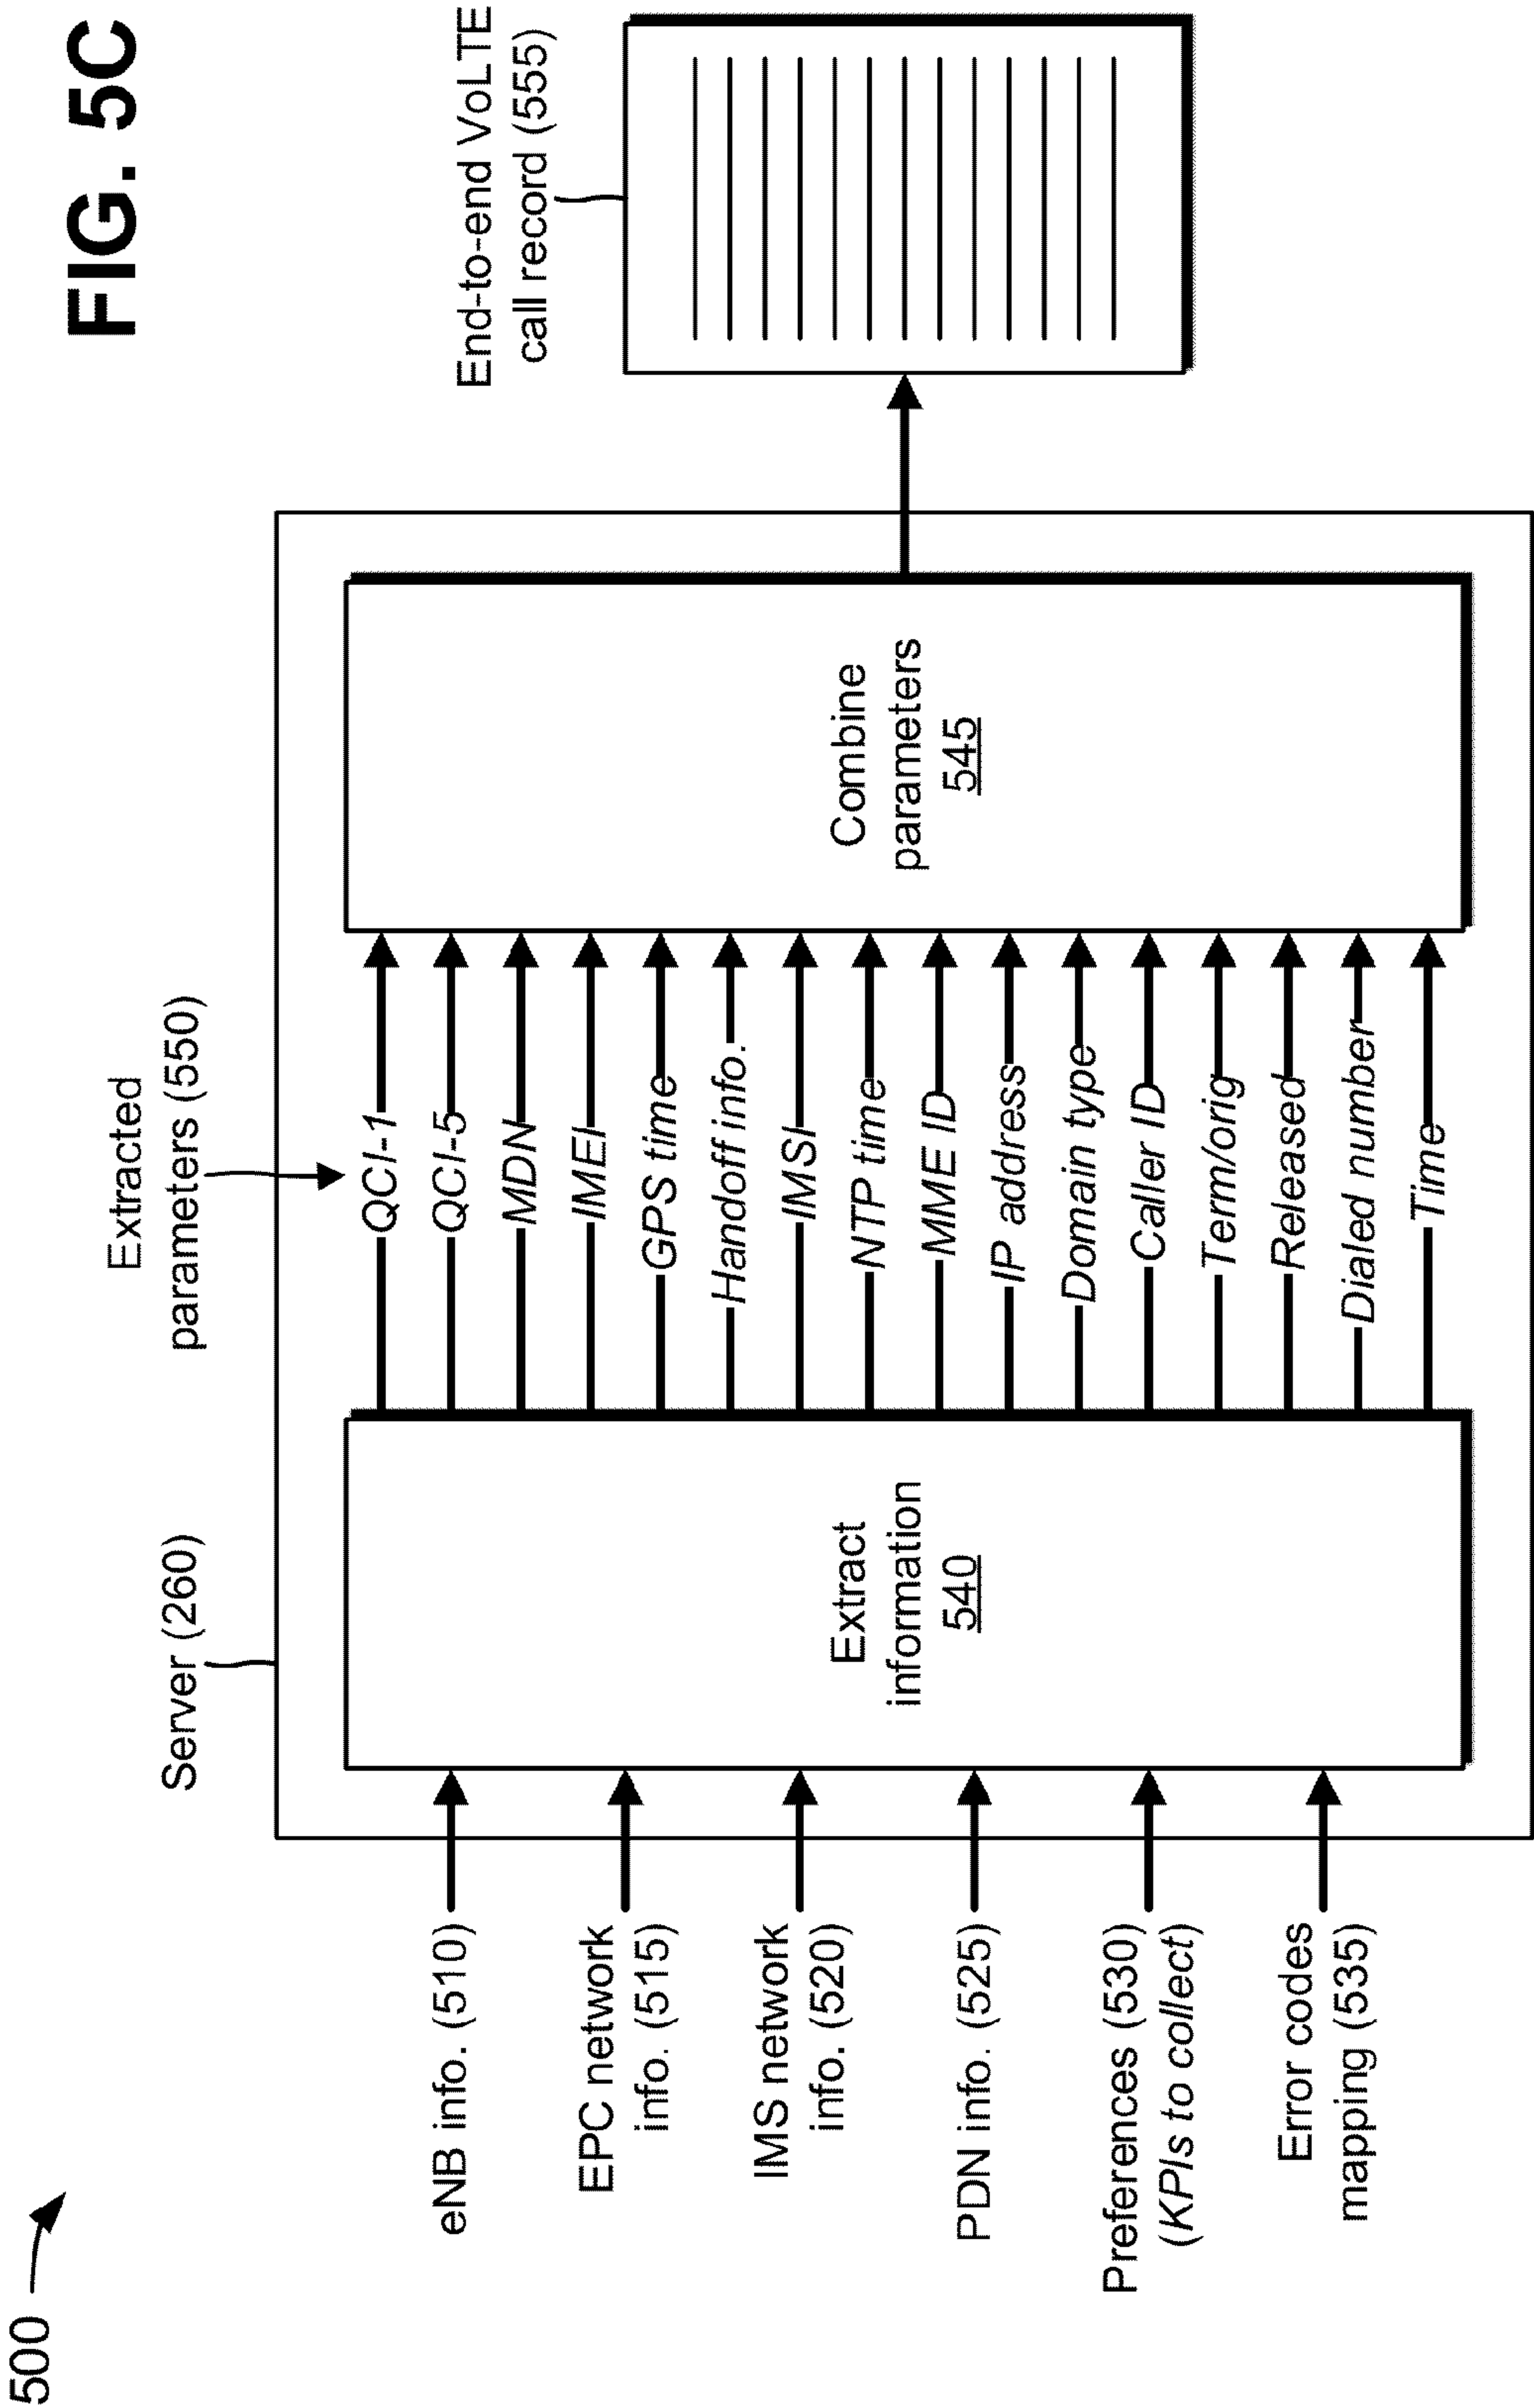 500
FIG. 5C
Server (260)
Extracted
parameters (550)
End-to-end VoLTE
call record (555)
eNB info. (510)
EPC network
info. (515)
IMS network
info. (520)
PDN info. (525)
Preferences (530)
(KPIs to collect)
Error codes
mapping (535)
Extract
information
540
QCI-1
QCI-5
MDN
IMEI
GPS time
Handoff info.
IMSI
NTP time
MME ID
IP address
Domain type
Caller ID
Term/orig
Released
Dialed number
Time
Combine
parameters
545